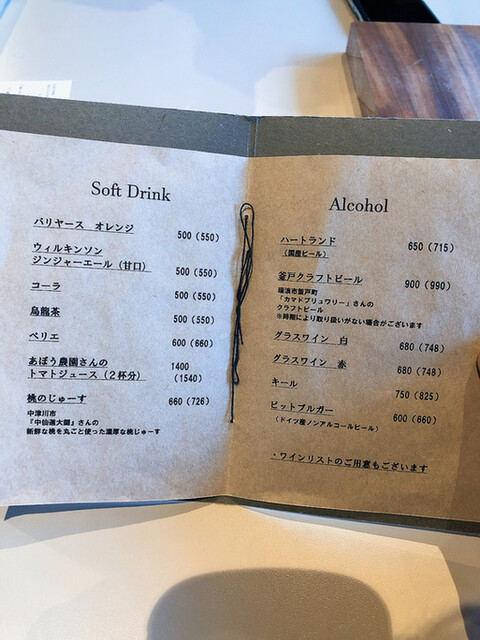 Soft Drink
バリヤース オレンジ 500（550）
ウィルキンソン
ジンジャーエール（甘口） 500（550）
コーラ 500（550）
烏龍茶 500（550）
ペリエ 600（660）
あぼう農園さんの 1400
トマトジュース（２杯分） （1540）
桃のじゅーす 660（726）
中津川市
『中仙道大鋸』さんの
新鮮な桃を丸ごと使った濃厚な桃じゅーす
Alcohol
ハートランド 650（715）
（国産ビール）
釜戸クラフトビール 900（990）
瑞浪市釜戸町
「カマドブリュワリー」さんの
クラフトビール
※時期により取り扱いがない場合がございます
グラスワイン 白 680（748）
グラスワイン 赤 680（748）
キール 750（825）
ビットブルガー 600（660）
（ドイツ産ノンアルコールビール）
・ワインリストのご用意もございます